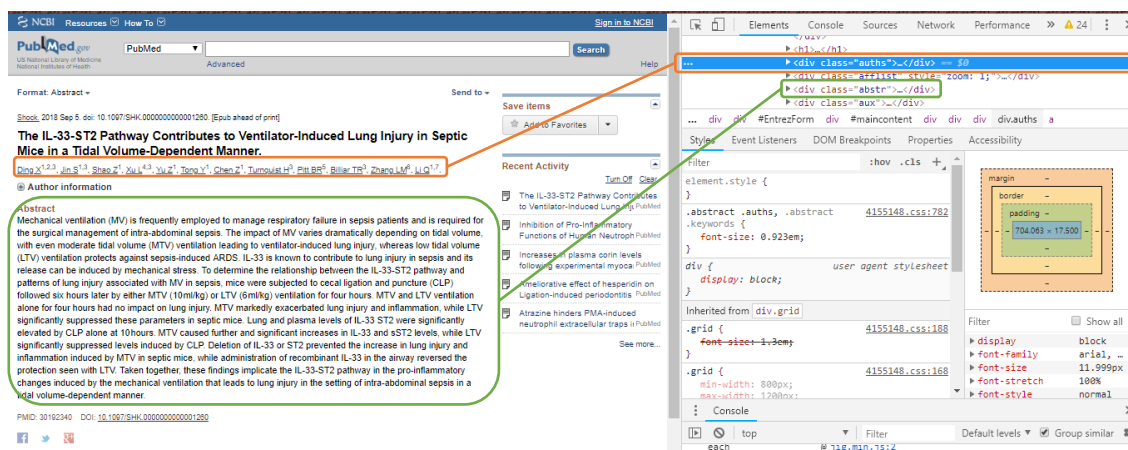 NCBI Resources How To Sign in to NCBI
PubMed.gov
US National Library of Medicine
National Institutes of Health
PubMed
Search
Advanced
Help
Format: Abstract
Send to
Shock. 2018 Sep 5. doi: 10.1097/SHK.0000000000001260. [Epub ahead of print]
The IL-33-ST2 Pathway Contributes to Ventilator-Induced Lung Injury in Septic
Mice in a Tidal Volume-Dependent Manner.
Ding X1,2,3, Jin S1,3, Shao Z1, Xu L4,3, Yu Z1, Tong Y1, Chen Z1, Turnquist H3, Pitt BR5, Billiar TR3, Zhang LM6, Li Q1,7.
Author information
Abstract
Mechanical ventilation (MV) is frequently employed to manage respiratory failure in sepsis patients and is required for
the surgical management of intra-abdominal sepsis. The impact of MV varies dramatically depending on tidal volume,
with even moderate tidal volume (MTV) ventilation leading to ventilator-induced lung injury, whereas low tidal volume
(LTV) ventilation protects against sepsis-induced ARDS. IL-33 is known to contribute to lung injury in sepsis and its
release can be induced by mechanical stress. To determine the relationship between the IL-33-ST2 pathway and
patterns of lung injury associated with MV in sepsis, mice were subjected to cecal ligation and puncture (CLP)
followed six hours later by either MTV (10ml/kg) or LTV (6ml/kg) ventilation for four hours. MTV and LTV ventilation
alone for four hours had no impact on lung injury. MTV markedly exacerbated lung injury and inflammation, while LTV
significantly suppressed these parameters in septic mice. Lung and plasma levels of IL-33 ST2 were significantly
elevated by CLP alone at 10hours. MTV caused further and significant increases in IL-33 and sST2 levels, while LTV
significantly suppressed levels induced by CLP. Deletion of IL-33 or ST2 prevented the increase in lung injury and
inflammation induced by MTV in septic mice, while administration of recombinant IL-33 in the airway reversed the
protection seen with LTV. Taken together, these findings implicate the IL-33-ST2 pathway in the pro-inflammatory
changes induced by the mechanical ventilation that leads to lung injury in the setting of intra-abdominal sepsis in a
tidal volume-dependent manner.
PMID: 30192340 DOI: 10.1097/SHK.0000000000001260
Save items
Add to Favorites
Recent Activity
Turn Off Clear
The IL-33-ST2 Pathway Contributes
to Ventilator-Induced Lung PubMed
Inhibition of Pro-Inflammatory
Functions of Human Neutroph PubMed
Increases in plasma corin levels
following experimental myoca PubMed
Ameliorative effect of hesperidin on
Ligation-induced periodontitis PubMed
Atrazine hinders PMA-induced
neutrophil extracellular traps PubMed
See more...
Elements Console Sources Network Performance » 24
</div>
<h1>…</h1>
... <div class="auths">…</div> == $0
<div class="afflist" style="zoom: 1;">…</div>
<div class="abstr">…</div>
<div class="aux">…</div>
... div div #EntrezForm div #maincontent div div div div.auths a
Styles Event Listeners DOM Breakpoints Properties Accessibility
Filter :hov .cls +
element.style {
}
.abstract .auths, .abstract 4155148.css:782
.keywords {
font-size: 0.923em;
}
div { user agent stylesheet
display: block;
}
Inherited from div.grid
.grid { 4155148.css:188
font-size: 1.3em;
}
.grid { 4155148.css:168
min-width: 800px;
max-width: 1200px;
margin –
border –
padding –
704.063 × 17.500
Filter Show all
display block
font-family arial, …
font-size 11.999px
font-stretch 100%
font-style normal
Console
top Filter Default levels Group similar
each @ jig.min.js:2